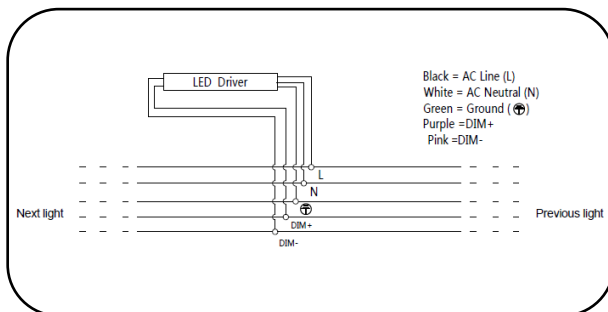 LED Driver
Black = AC Line (L)
White = AC Neutral (N)
Green = Ground ( )
Purple =DIM+
Pink =DIM-
L
N
Next light
Previous light
DIM+
DIM-